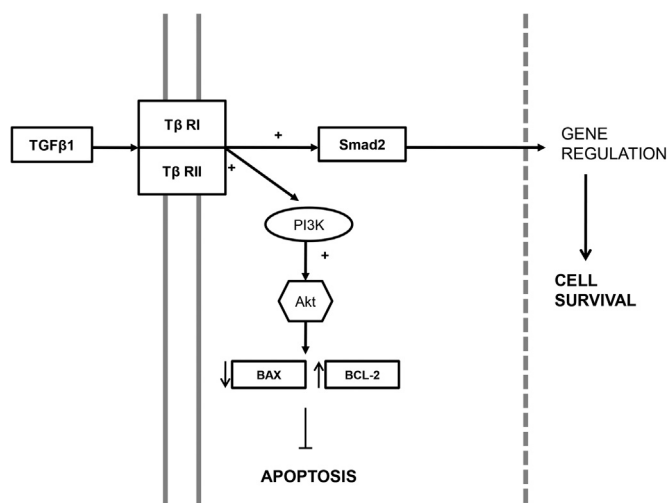 TGFβ1
Tβ RI
Tβ RII
+
+
Smad2
GENE
REGULATION
PI3K
+
Akt
CELL
SURVIVAL
BAX
BCL-2
APOPTOSIS